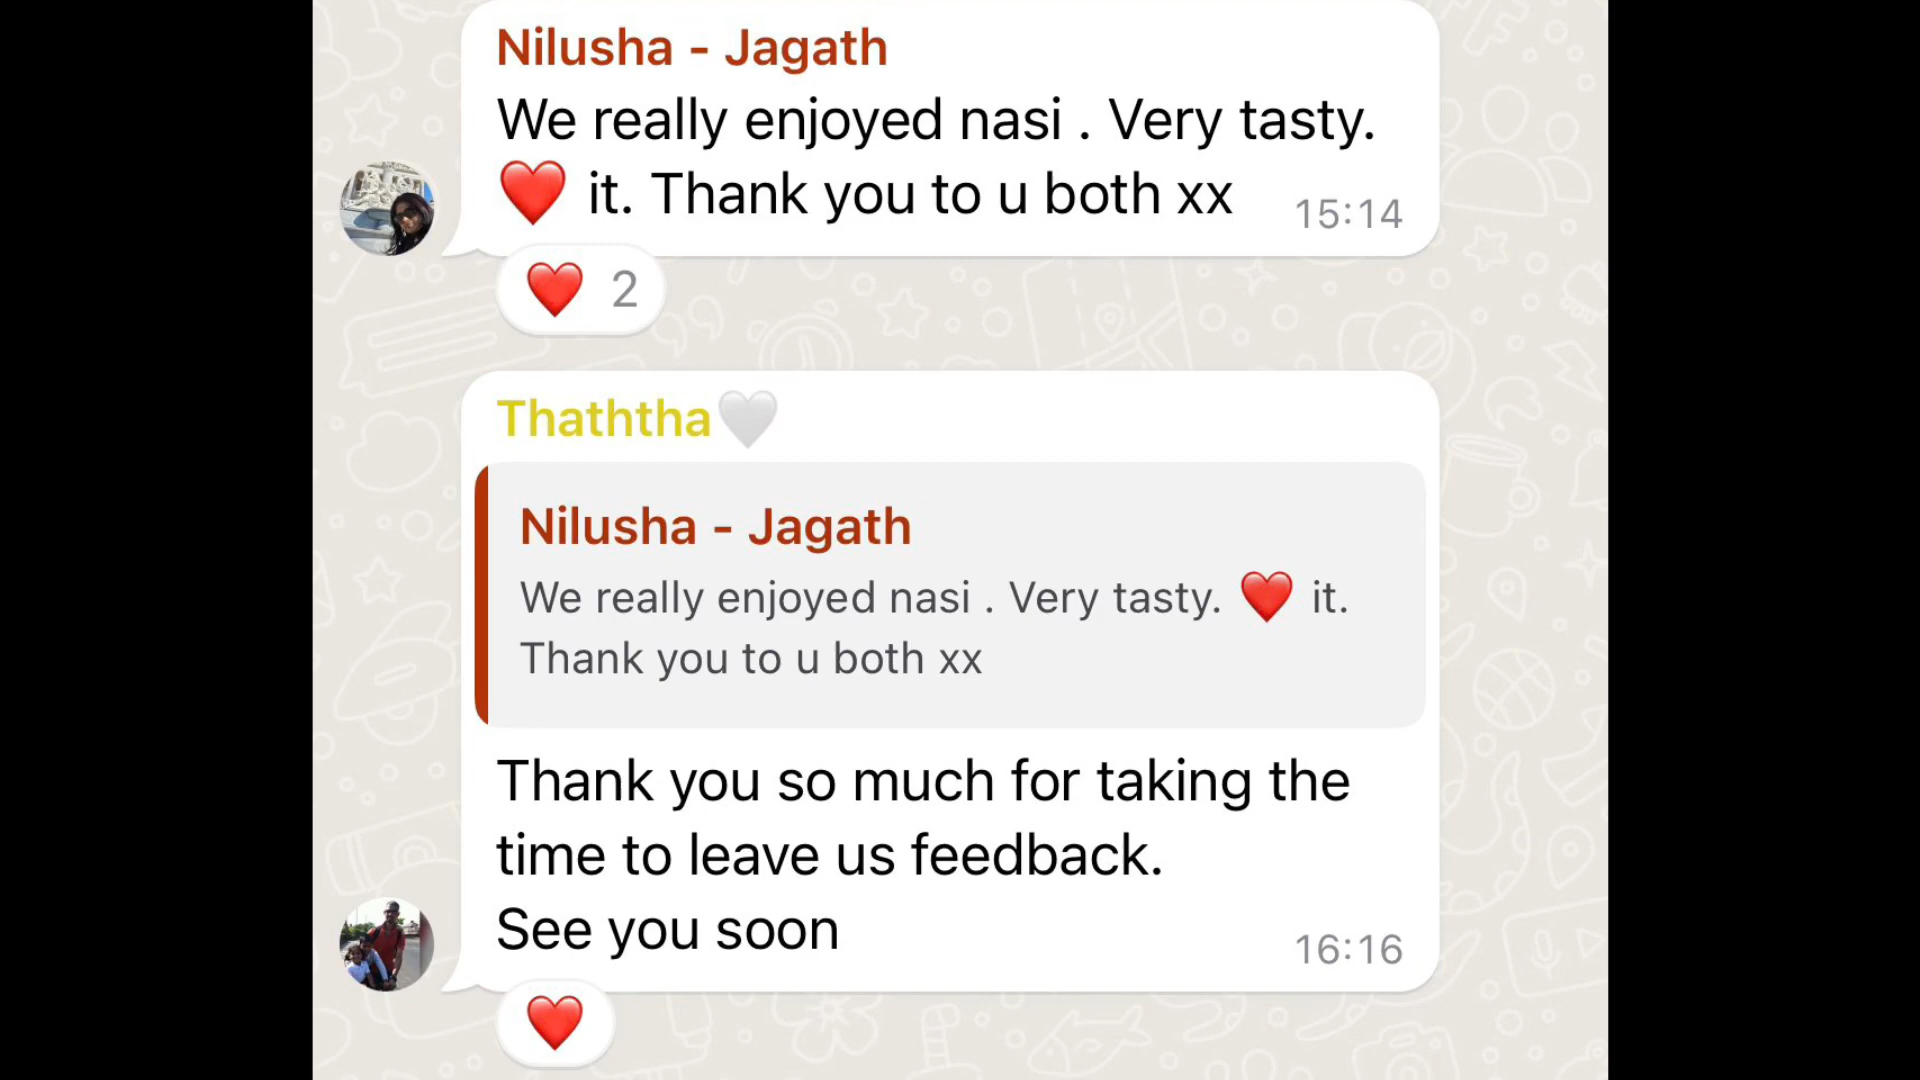 Nilusha - Jagath
We really enjoyed nasi . Very tasty.
❤️ it. Thank you to u both xx 15:14
❤️ 2
Thaththa🤍
Nilusha - Jagath
We really enjoyed nasi . Very tasty. ❤️ it.
Thank you to u both xx
Thank you so much for taking the
time to leave us feedback.
See you soon 16:16
❤️